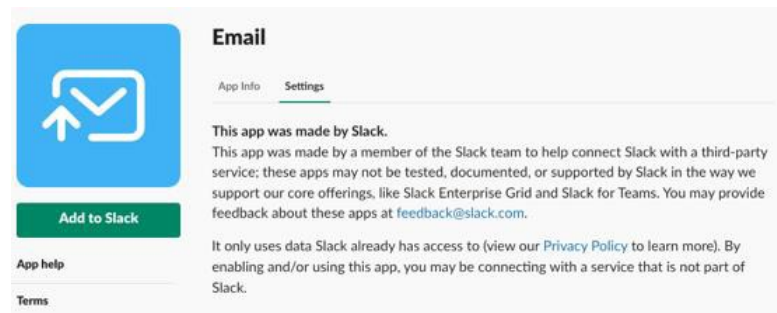 Email
App Info Settings
This app was made by Slack.
This app was made by a member of the Slack team to help connect Slack with a third-party
service; these apps may not be tested, documented, or supported by Slack in the way we
support our core offerings, like Slack Enterprise Grid and Slack for Teams. You may provide
feedback about these apps at feedback@slack.com.
It only uses data Slack already has access to (view our Privacy Policy to learn more). By
enabling and/or using this app, you may be connecting with a service that is not part of
Slack.
Add to Slack
App help
Terms